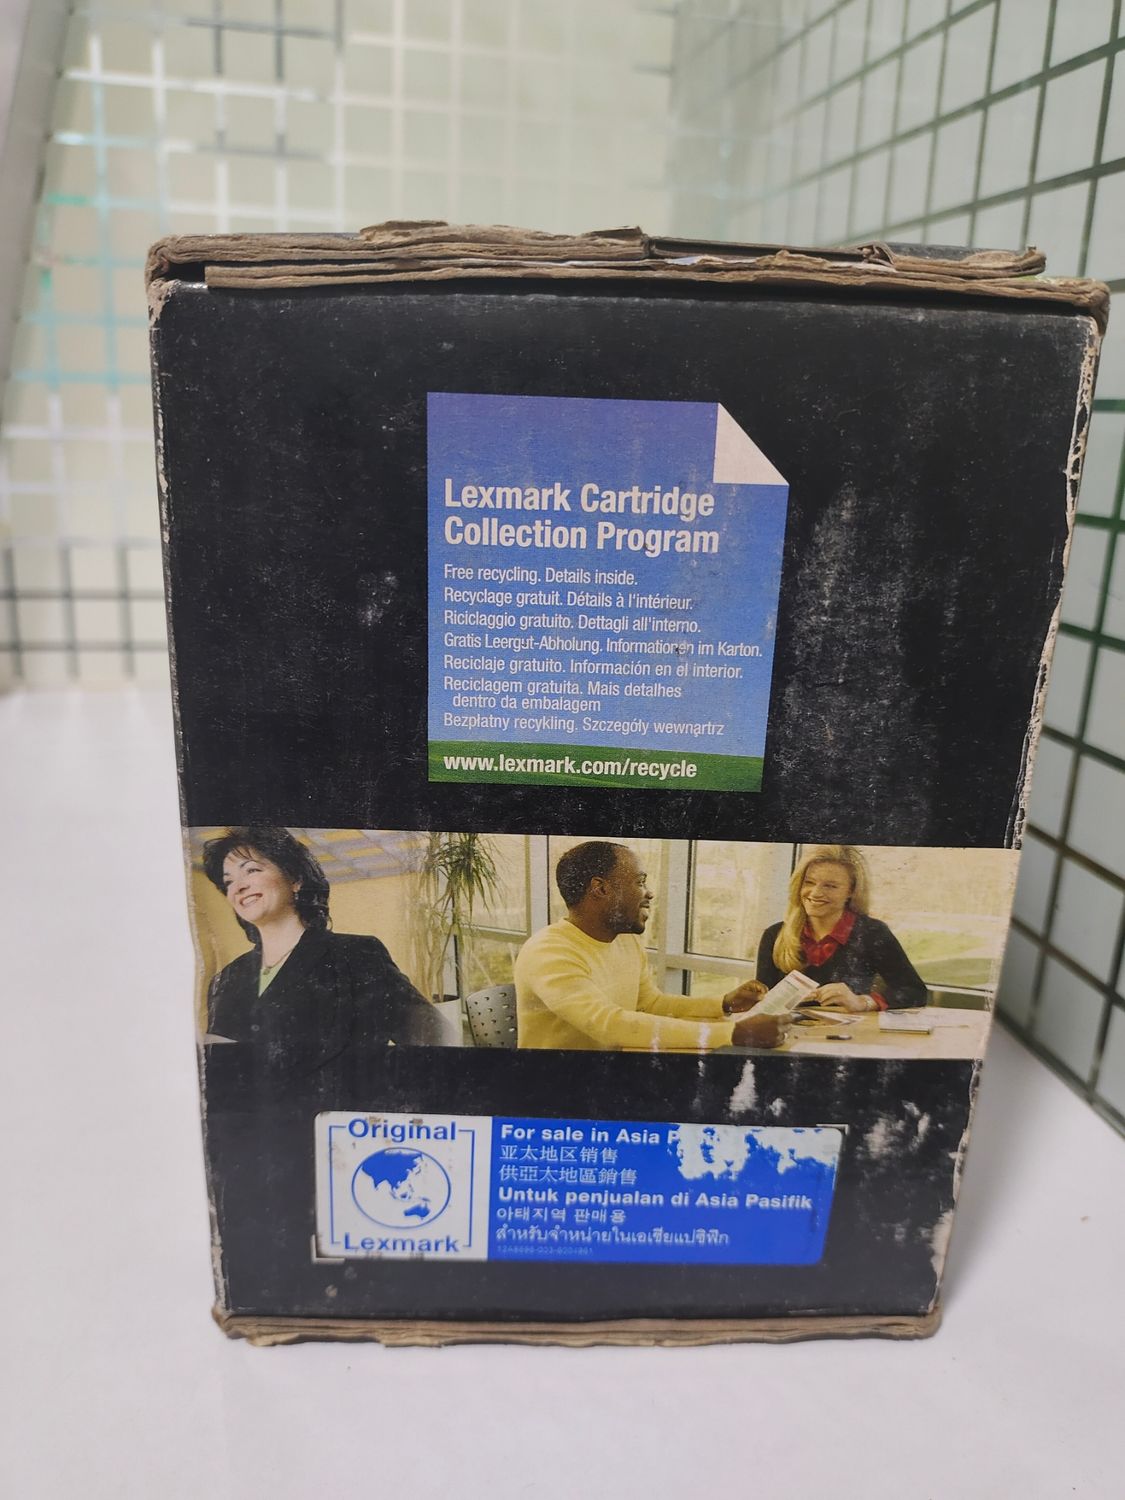 Lexmark Cartridge
Collection Program
Free recycling. Details inside.
Recyclage gratuit. Détails à l'intérieur.
Riciclaggio gratuito. Dettagli all'interno.
Gratis Leergut-Abholung. Informationen im Karton.
Reciclaje gratuito. Información en el interior.
Reciclagem gratuita. Mais detalhes
dentro da embalagem
Bezpłatny recykling. Szczegóły wewnąrtz
www.lexmark.com/recycle
Original
Lexmark
For sale in Asia
亚太地区销售
供亞太地區銷售
Untuk penjualan di Asia Pasifik
아태지역 판매용
สำหรับจำหน่ายในเอเชียแปซิฟิก